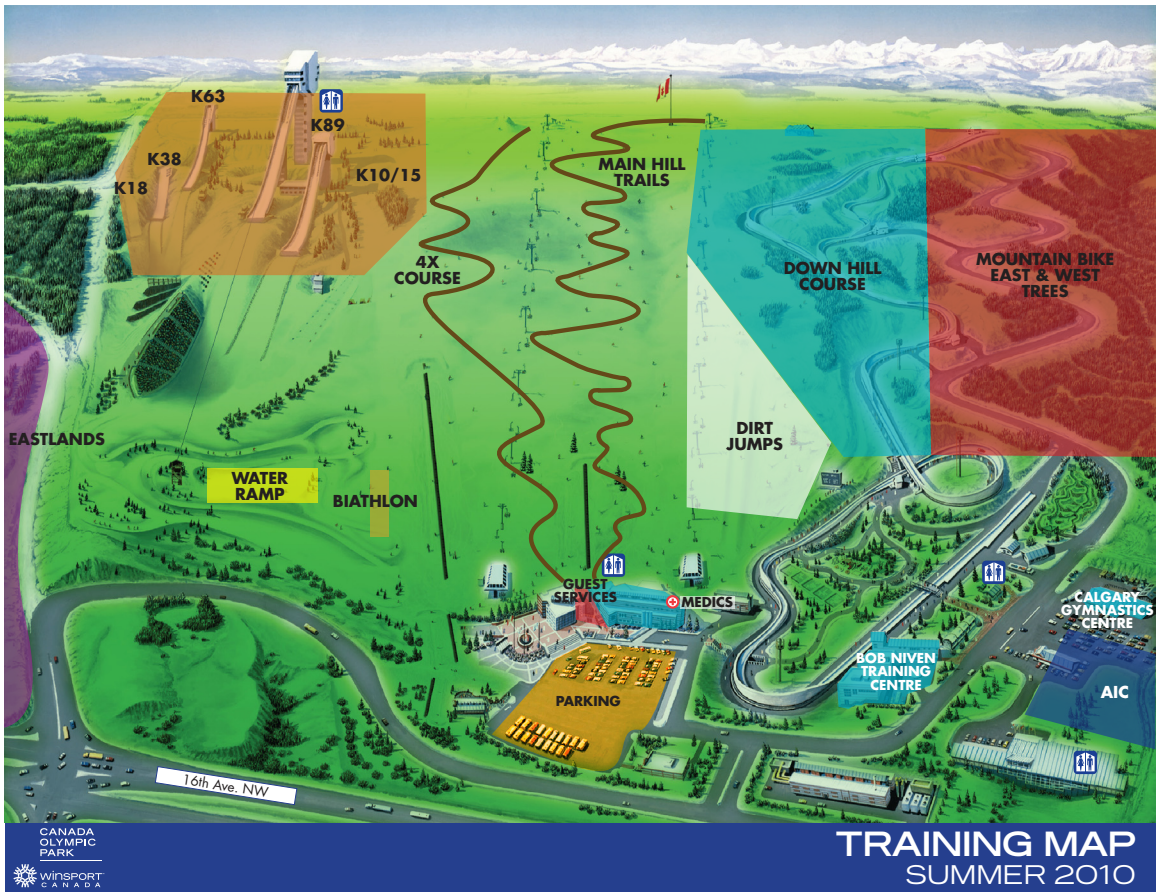 K63
K89
K38
K18
K10/15
MAIN HILL
TRAILS
4X
COURSE
DOWN HILL
COURSE
MOUNTAIN BIKE
EAST & WEST
TREES
EASTLANDS
DIRT
JUMPS
WATER
RAMP
BIATHLON
GUEST
SERVICES
MEDICS
CALGARY
GYMNASTICS
CENTRE
BOB NIVEN
TRAINING
CENTRE
AIC
PARKING
16th Ave. NW
CANADA
OLYMPIC
PARK
WINSPORT
CANADA
TRAINING MAP
SUMMER 2010